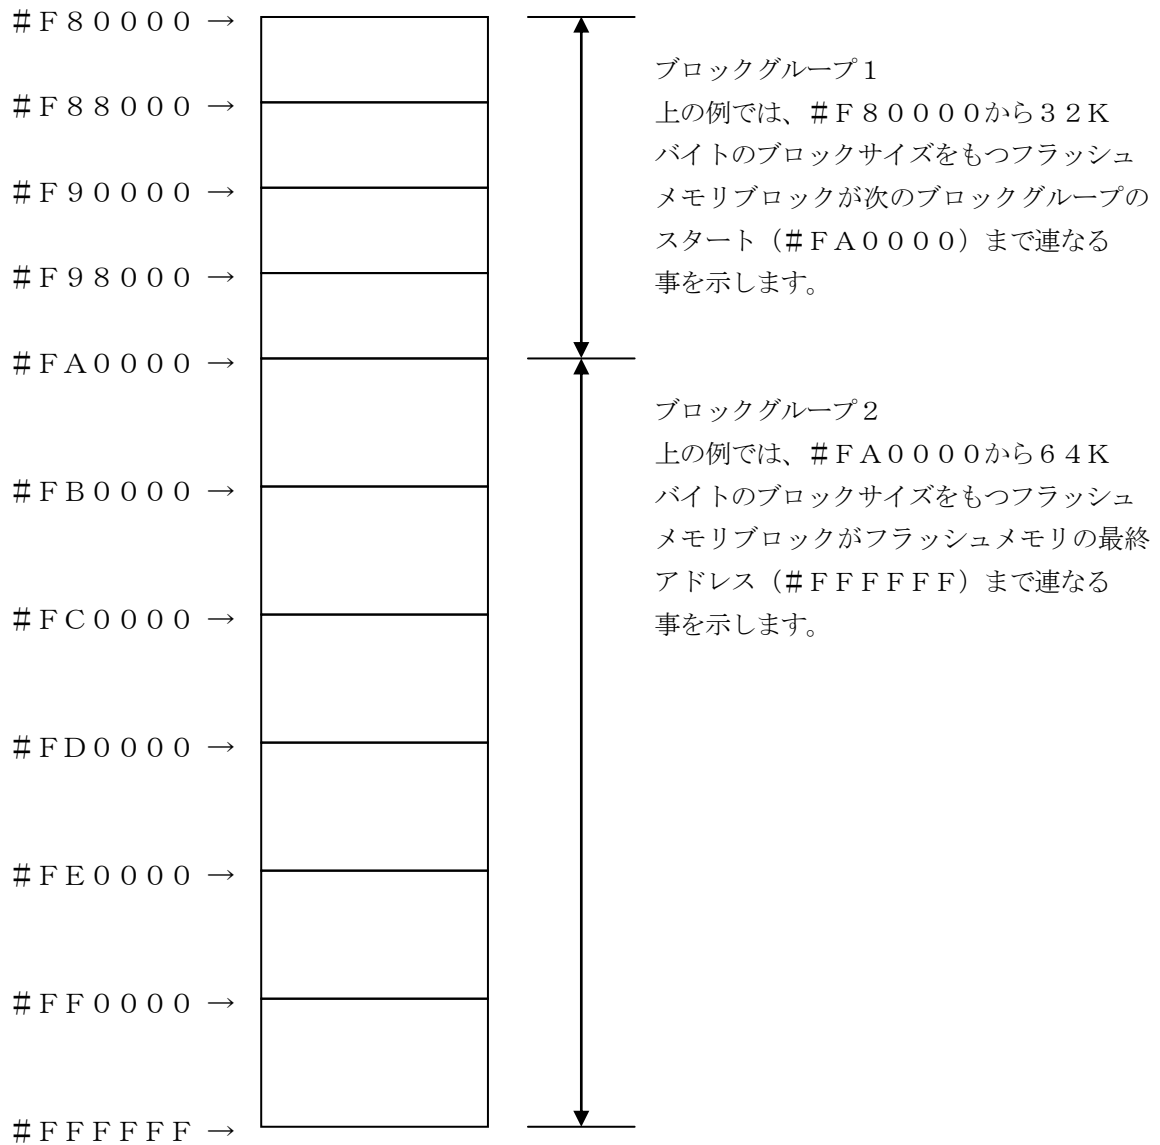 ＃Ｆ８００００ →
ブロックグループ１
＃Ｆ８８０００ →
上の例では、＃Ｆ８００００から３２Ｋ
バイトのブロックサイズをもつフラッシュ
＃Ｆ９００００ →
メモリブロックが次のブロックグループの
スタート（＃ＦＡ００００）まで連なる
＃Ｆ９８０００ →
事を示します。
＃ＦＡ００００ →
ブロックグループ２
上の例では、＃ＦＡ００００から６４Ｋ
＃ＦＢ００００ →
バイトのブロックサイズをもつフラッシュ
メモリブロックがフラッシュメモリの最終
アドレス（＃ＦＦＦＦＦＦ）まで連なる
＃ＦＣ００００ →
事を示します。
＃ＦＤ００００ →
＃ＦＥ００００ →
＃ＦＦ００００ →
＃ＦＦＦＦＦＦ →